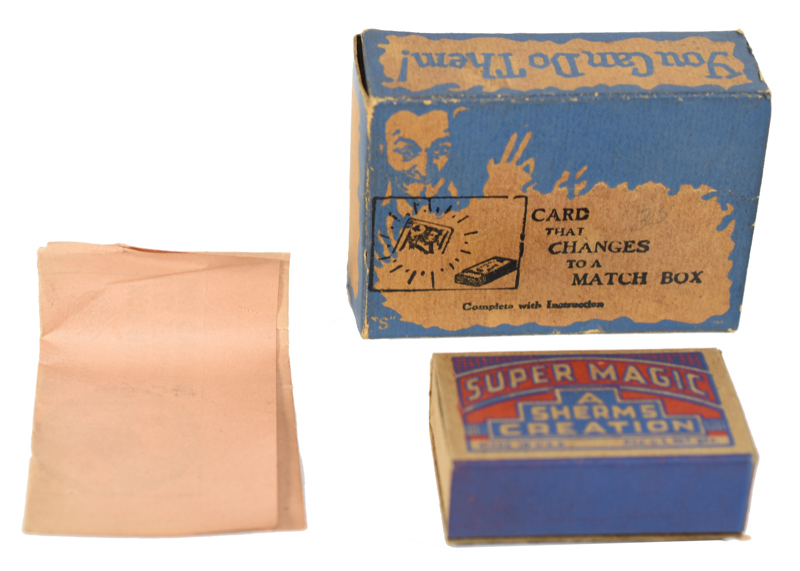 You Can Do Them!
CARD
THAT
CHANGES
TO A
MATCH BOX
Complete with Instruction
"S"
SUPER MAGIC
A
SHERMS
CREATION